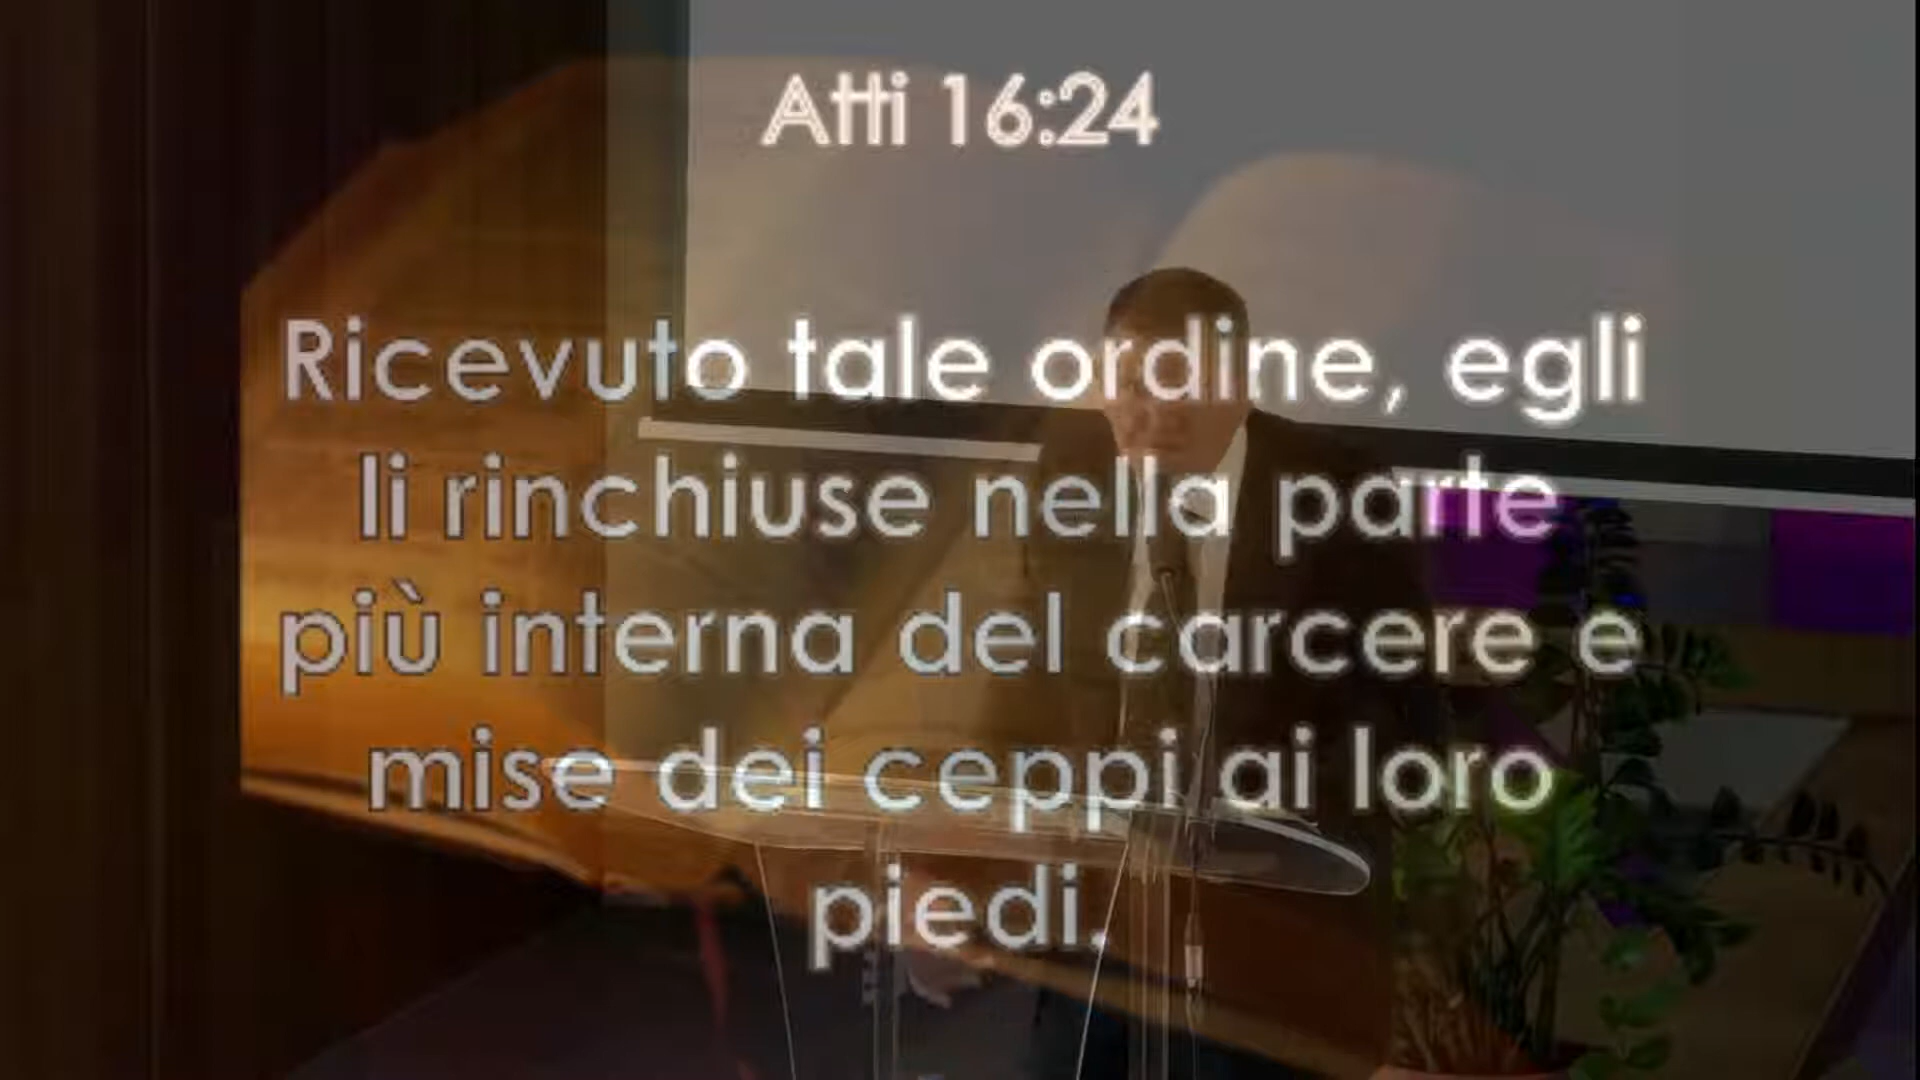 Atti 16:24
Ricevuto tale ordine, egli
li rinchiuse nella parte
più interna del carcere e
mise dei ceppi ai loro
piedi.